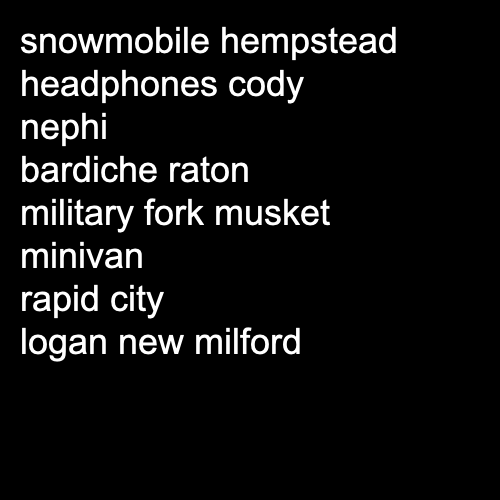 snowmobile hempstead
headphones cody
nephi
bardiche raton
military fork musket
minivan
rapid city
logan new milford